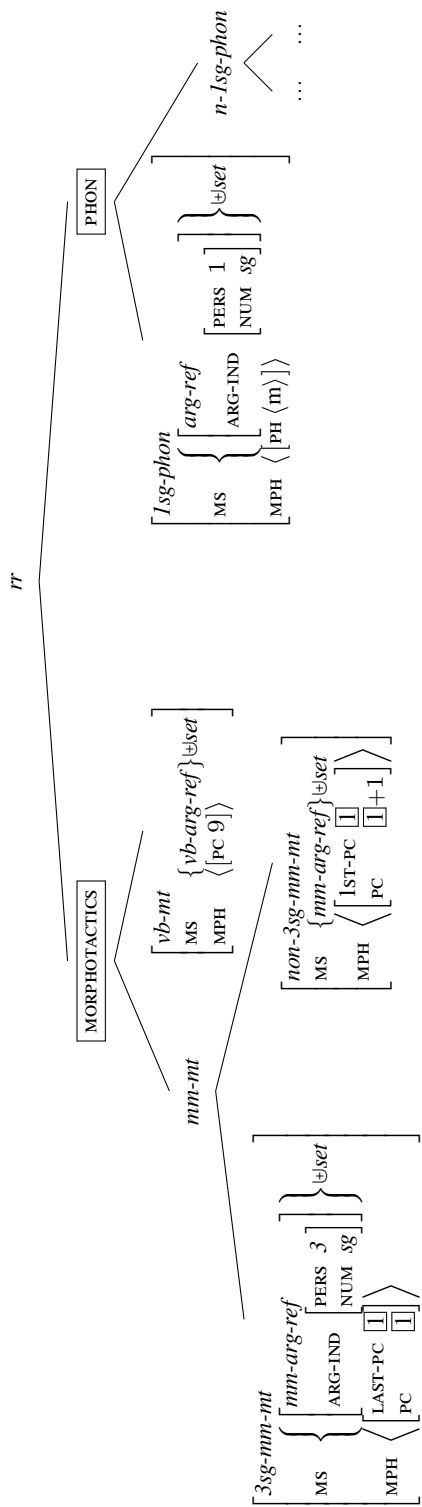 rr
MORPHOTACTICS
PHON
mm-mt
vb-mt
MS {vb-arg-ref}⊎set
MPH ⟨[PC 9]⟩
1sg-phon
MS {[arg-ref
ARG-IND [PERS 1
NUM sg]]}⊎set
MPH ⟨[PH ⟨m⟩]⟩
n-1sg-phon
... ...
3sg-mm-mt
MS {[mm-arg-ref
ARG-IND [PERS 3
NUM sg]]}⊎set
MPH ⟨[LAST-PC 1
PC 1]⟩
non-3sg-mm-mt
MS {mm-arg-ref}⊎set
MPH ⟨[1ST-PC 1
PC 1+1]⟩